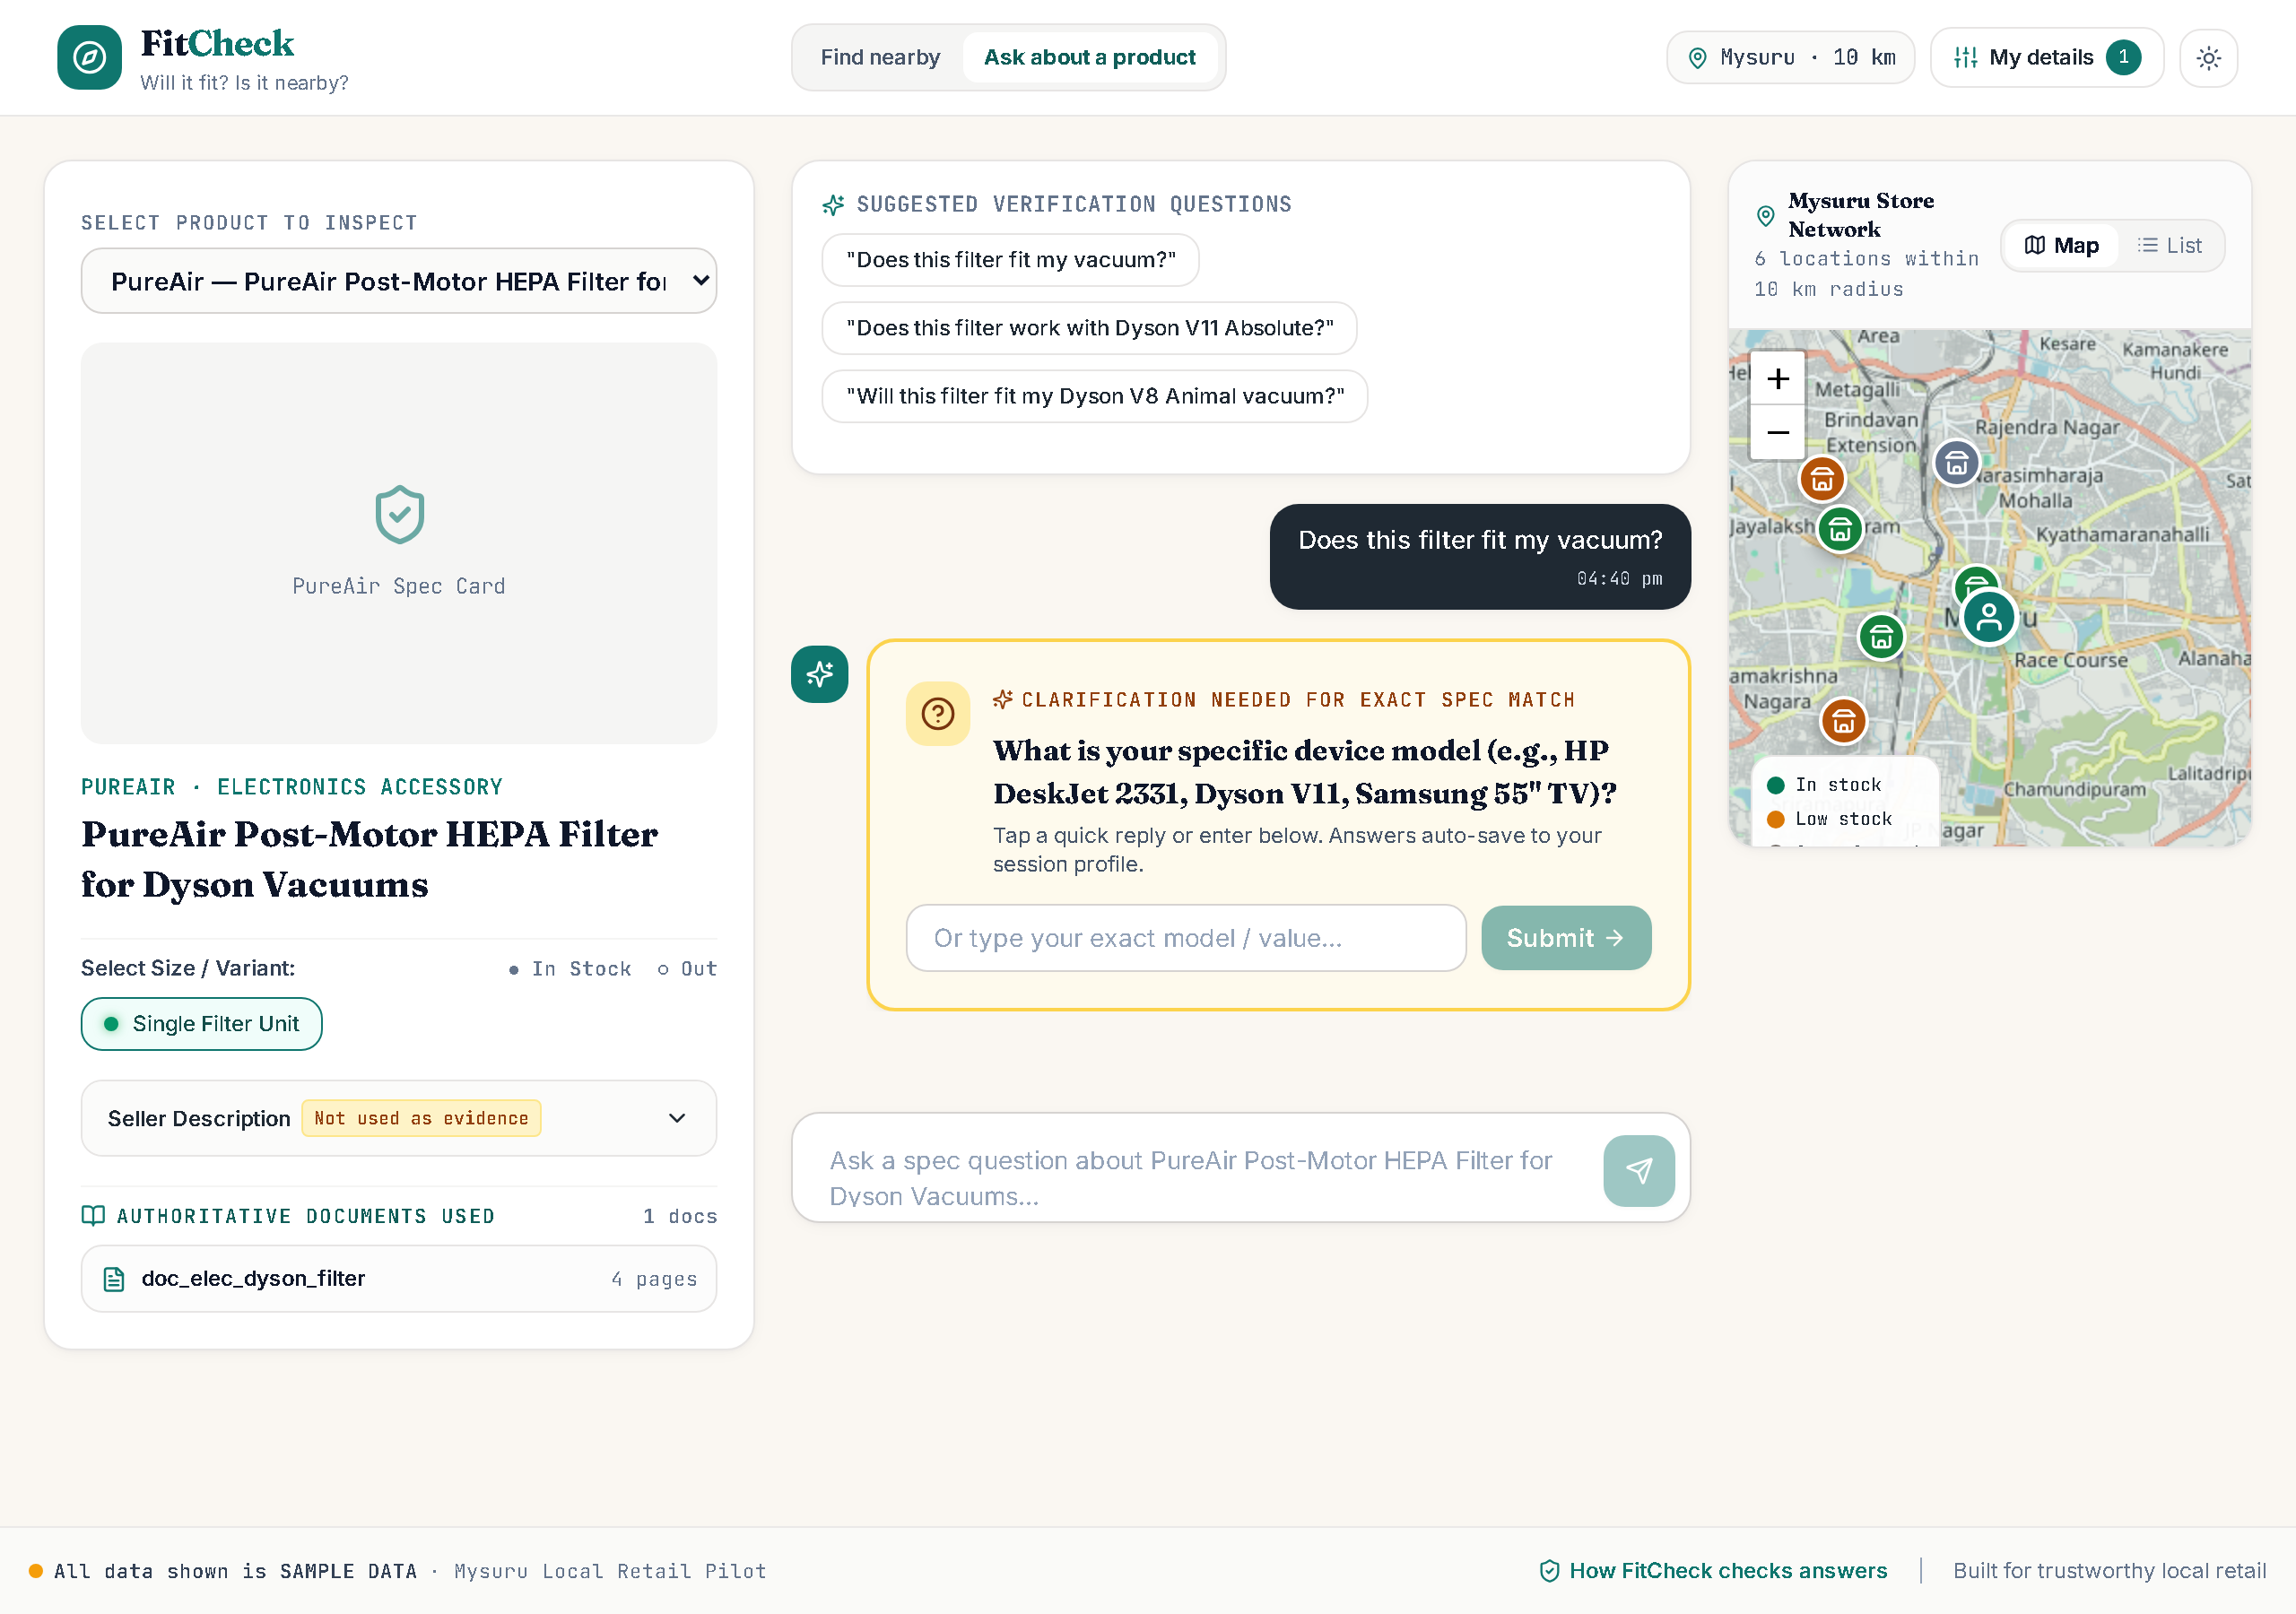 FitCheck
Will it fit? Is it nearby?
Find nearby
Ask about a product
Mysuru · 10 km
My details 1
SELECT PRODUCT TO INSPECT
PureAir — PureAir Post-Motor HEPA Filter for
PureAir Spec Card
PUREAIR · ELECTRONICS ACCESSORY
PureAir Post-Motor HEPA Filter
for Dyson Vacuums
Select Size / Variant:
In Stock
Out
Single Filter Unit
Seller Description
Not used as evidence
AUTHORITATIVE DOCUMENTS USED
1 docs
doc_elec_dyson_filter
4 pages
SUGGESTED VERIFICATION QUESTIONS
"Does this filter fit my vacuum?"
"Does this filter work with Dyson V11 Absolute?"
"Will this filter fit my Dyson V8 Animal vacuum?"
Does this filter fit my vacuum?
04:40 pm
CLARIFICATION NEEDED FOR EXACT SPEC MATCH
What is your specific device model (e.g., HP
DeskJet 2331, Dyson V11, Samsung 55" TV)?
Tap a quick reply or enter below. Answers auto-save to your
session profile.
Or type your exact model / value...
Submit
Ask a spec question about PureAir Post-Motor HEPA Filter for
Dyson Vacuums...
Mysuru Store
Network
6 locations within
10 km radius
Map
List
+
−
Area
Kesare
Kamanakere
Hundi
Metagalli
Brindavan
Extension
Rajendra Nagar
Narasimharaja
Mohalla
Kyathamaranahalli
Race Course
Nagara
Chamundipuram
In stock
Low stock
All data shown is SAMPLE DATA · Mysuru Local Retail Pilot
How FitCheck checks answers
Built for trustworthy local retail